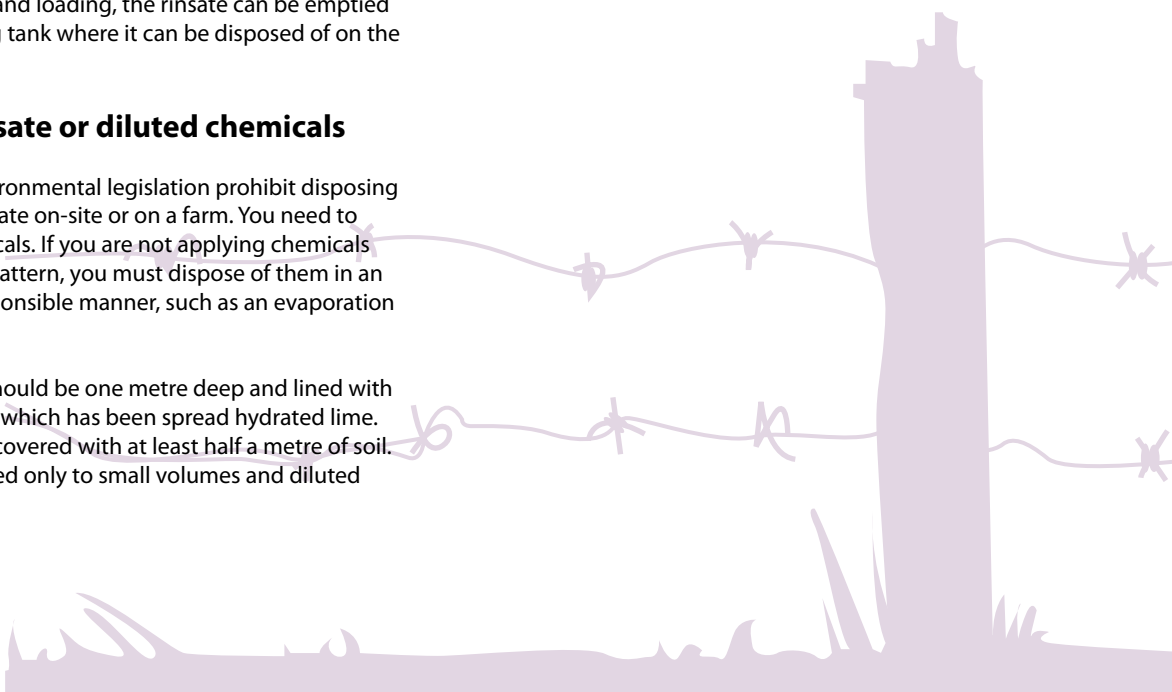 and loading, the rinsate can be emptied
tank where it can be disposed of on the
sate or diluted chemicals
ronmental legislation prohibit disposing
ate on-site or on a farm. You need to
cals. If you are not applying chemicals
attern, you must dispose of them in an
onsible manner, such as an evaporation
hould be one metre deep and lined with
which has been spread hydrated lime.
covered with at least half a metre of soil.
ed only to small volumes and diluted